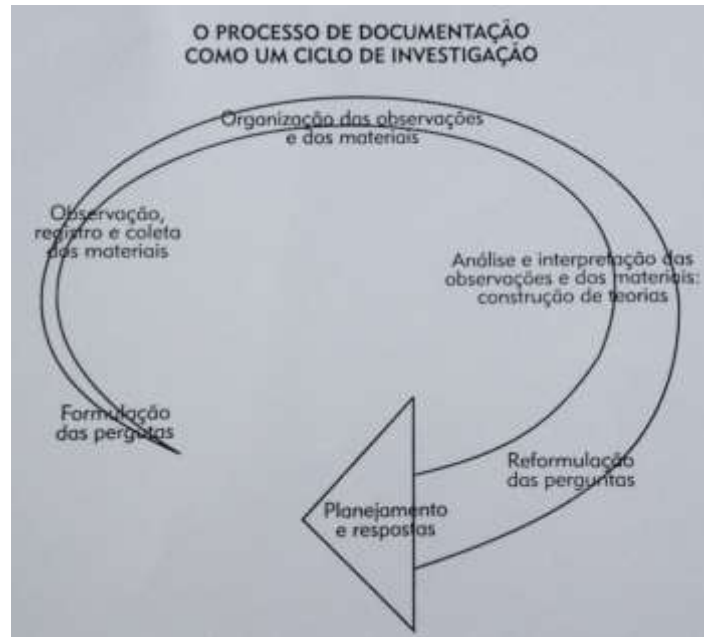 O PROCESSO DE DOCUMENTAÇÃO
COMO UM CICLO DE INVESTIGAÇÃO
Organização das observações
e dos materiais
Observação,
registro e coleta
dos materiais
Análise e interpretação das
observações e dos materiais:
construção de teorias
Formulação
das pergutas
Reformulação
das perguntas
Planejamento
e respostas